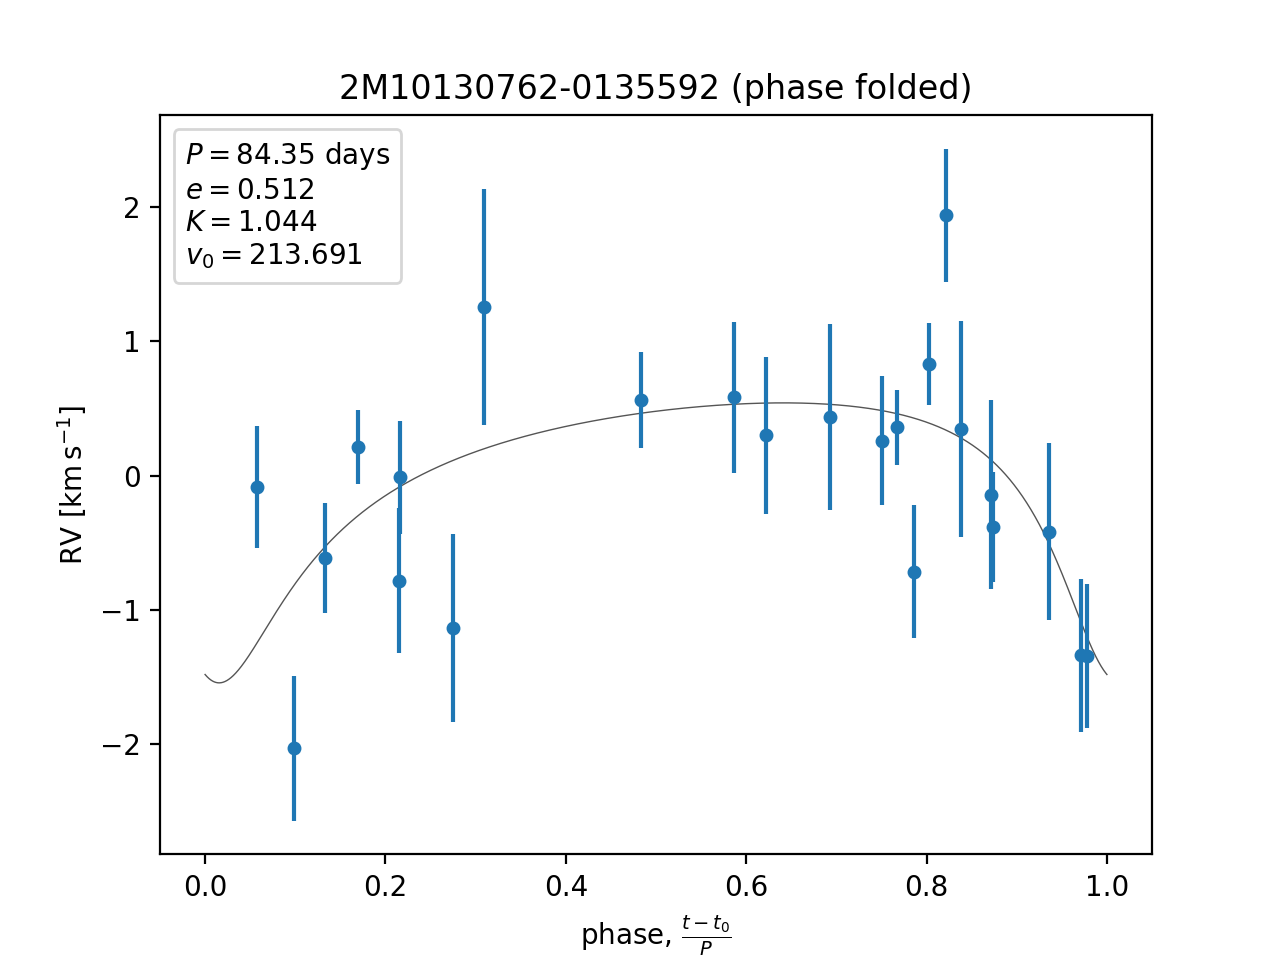 2M10130762-0135592 (phase folded)
P = 84.35 days
e = 0.512
K = 1.044
v₀ = 213.691
2
1
0
−1
−2
RV [km s⁻¹]
0.0 0.2 0.4 0.6 0.8 1.0
phase, (t − t₀)/P